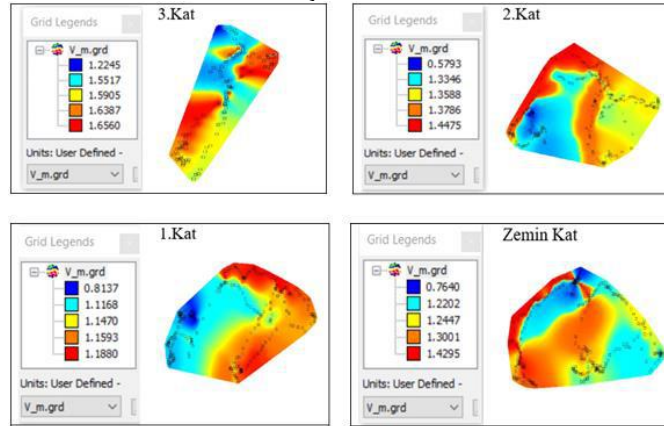 3.Kat
Grid Legends
V_m.grd
1.2245
1.5517
1.5905
1.6387
1.6560
Units: User Defined -
V_m.grd
2.Kat
Grid Legends
V_m.grd
0.5793
1.3346
1.3588
1.3786
1.4475
Units: User Defined -
V_m.grd
1.Kat
Grid Legends
V_m.grd
0.8137
1.1168
1.1470
1.1593
1.1880
Units: User Defined -
V_m.grd
Zemin Kat
Grid Legends
V_m.grd
0.7640
1.2202
1.2447
1.3001
1.4295
Units: User Defined -
V_m.grd